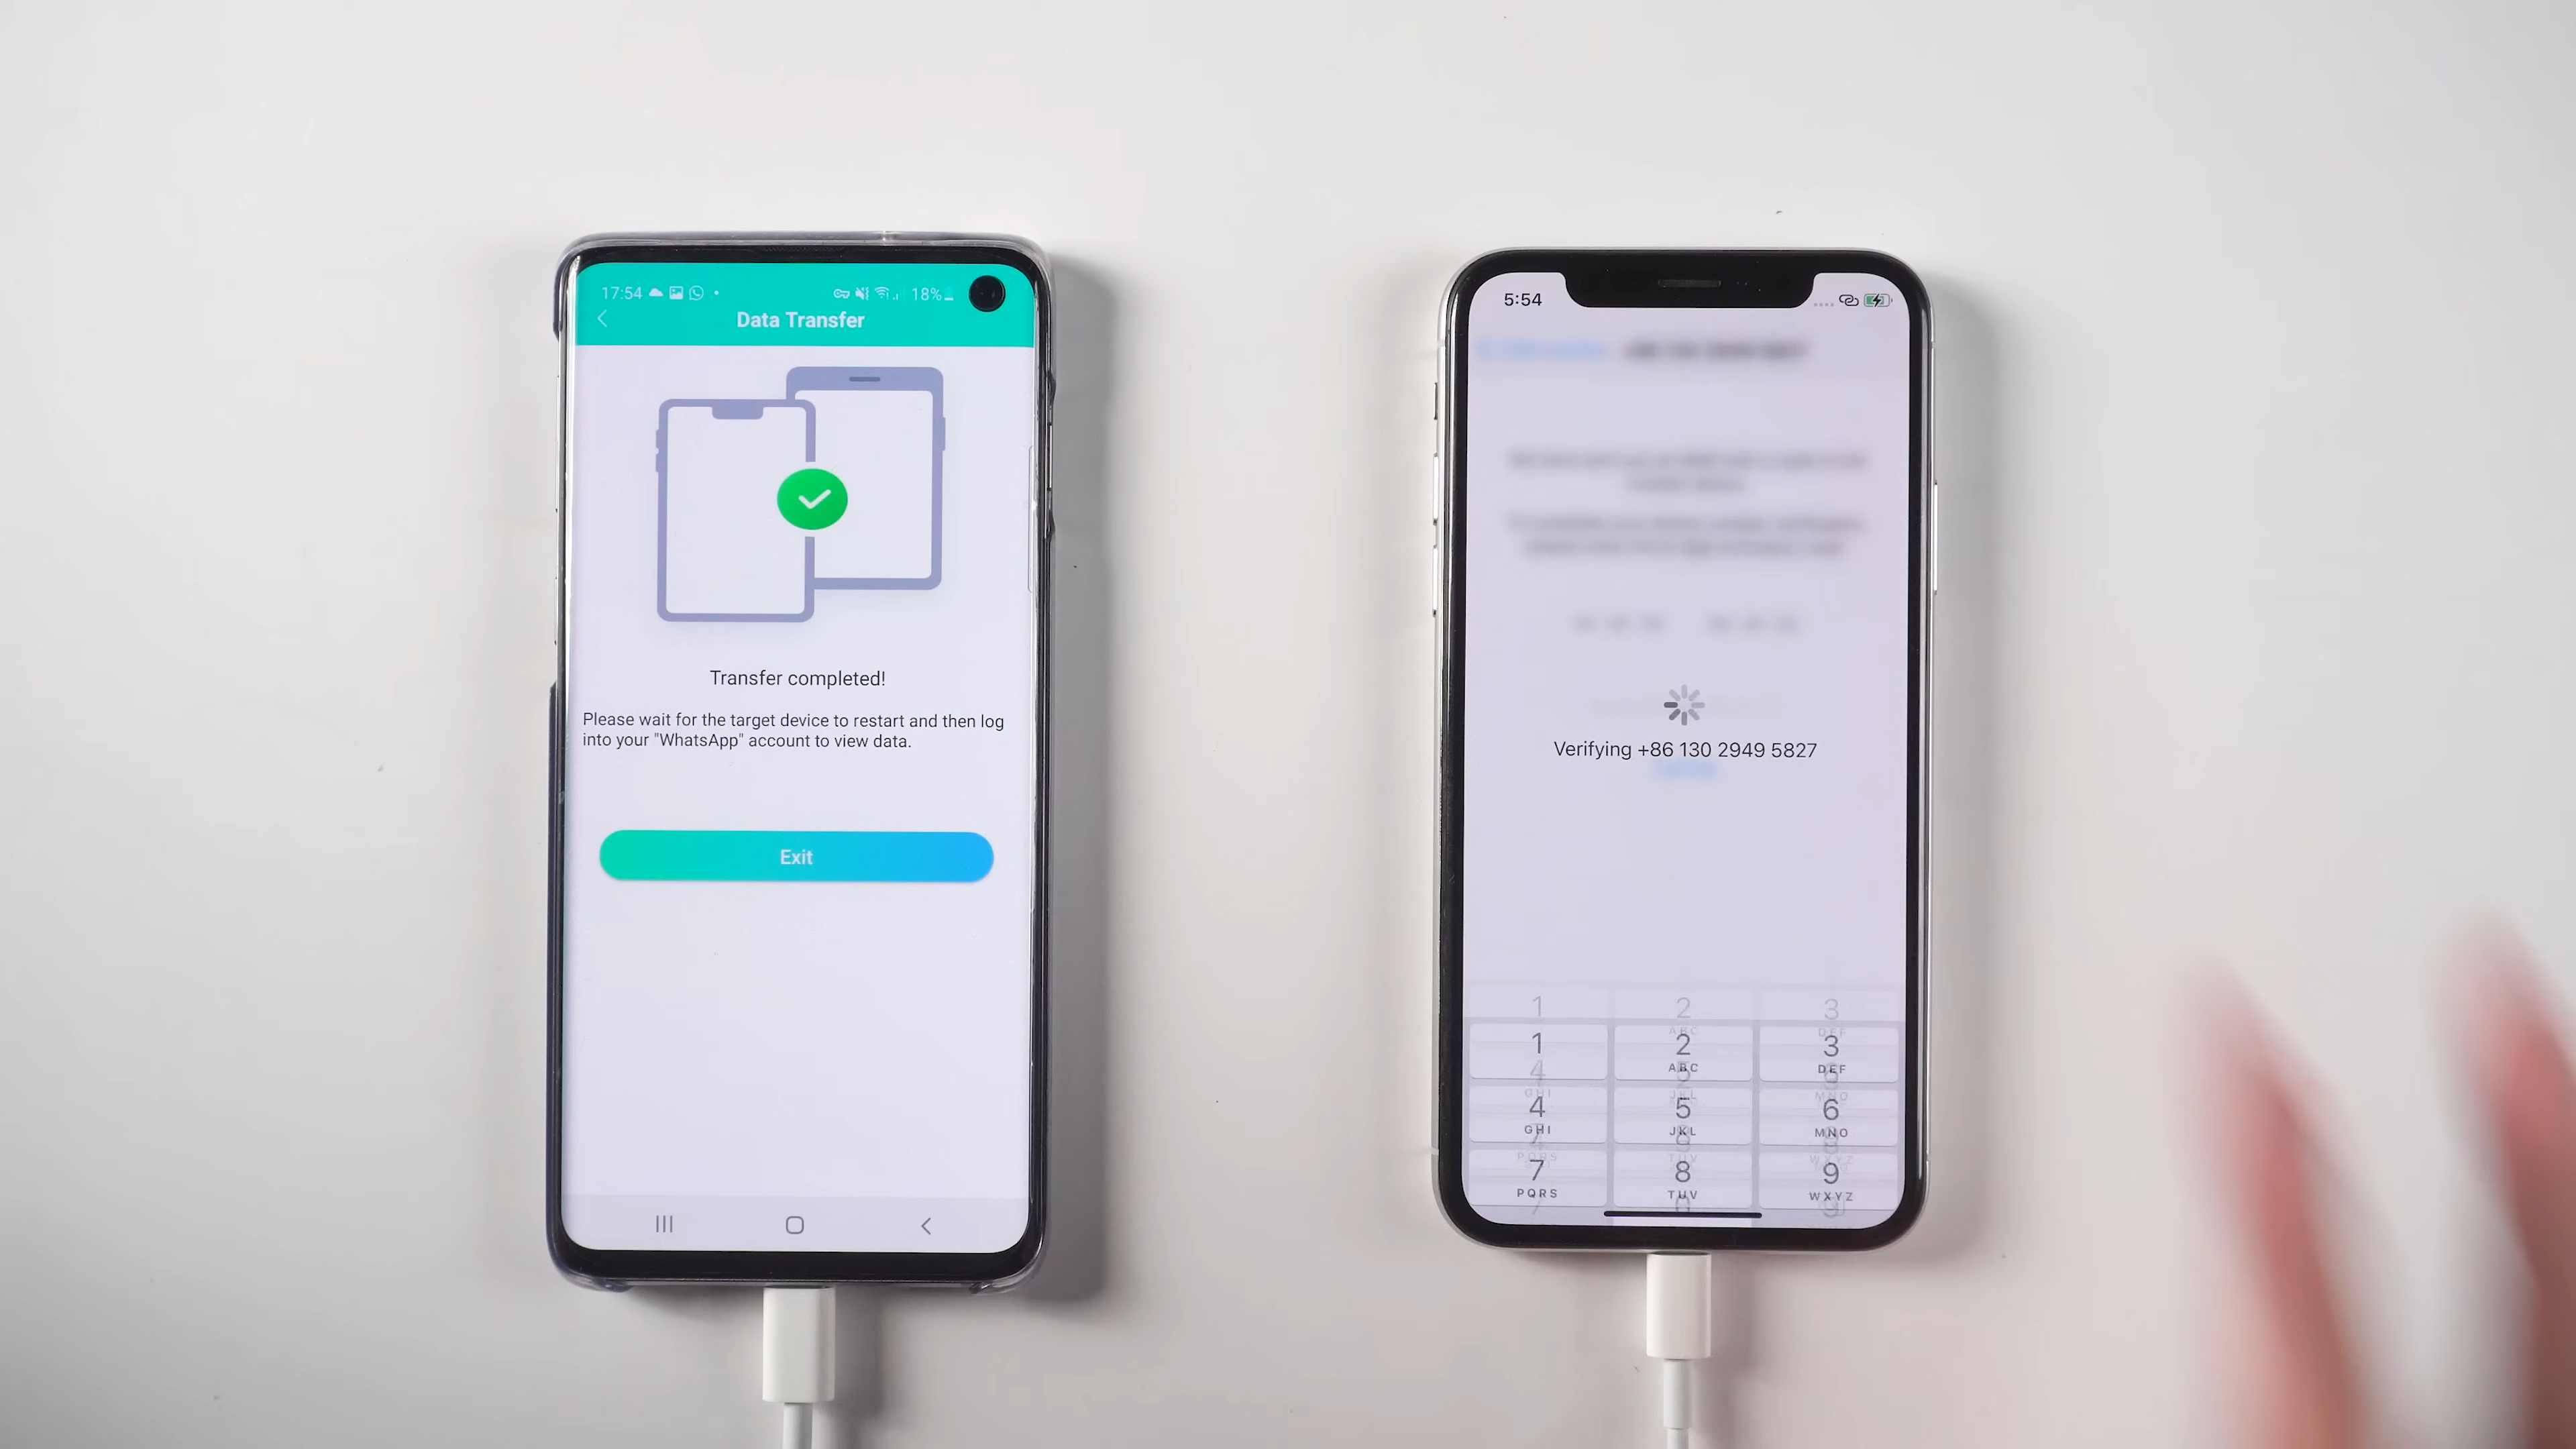 17:54
18%
Data Transfer
Transfer completed!
Please wait for the target device to restart and then log
into your "WhatsApp" account to view data.
Exit
5:54
Verifying +86 130 2949 5827
1 2 3
ABC DEF
4 5 6
GHI JKL MNO
7 8 9
PQRS TUV WXYZ